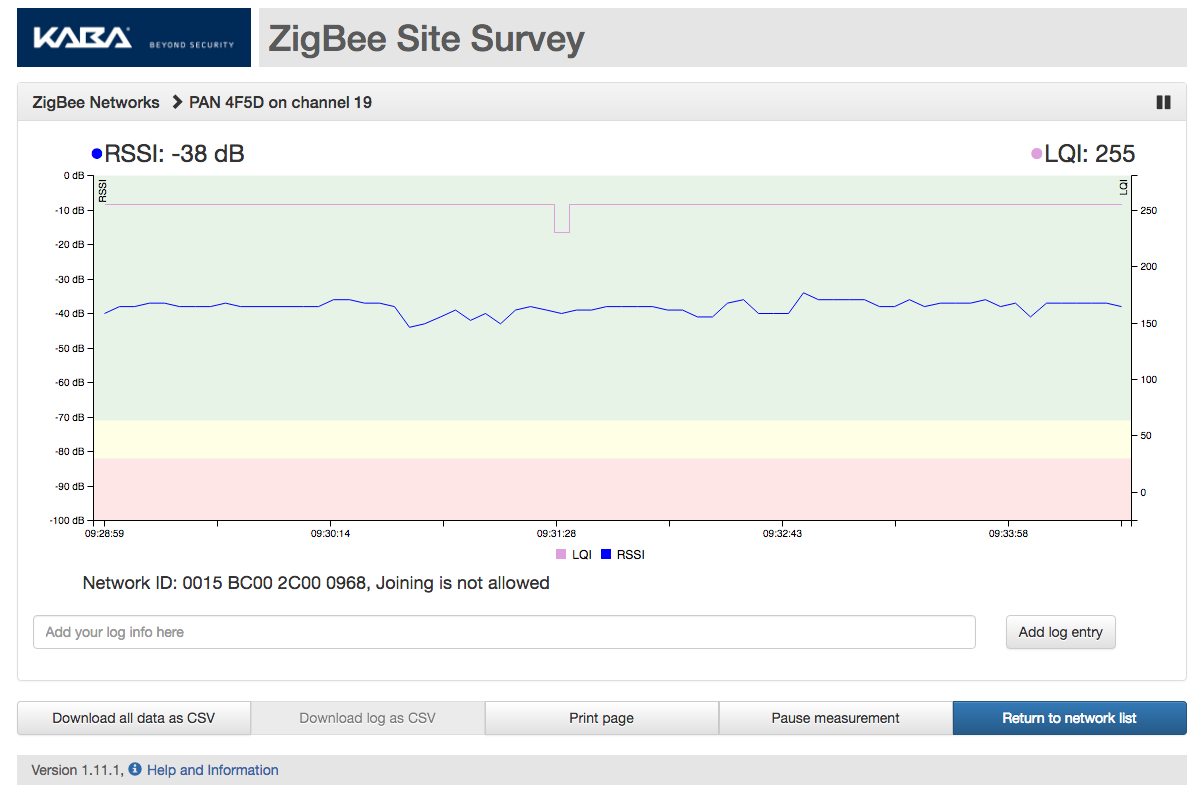 KABA® BEYOND SECURITY
ZigBee Site Survey
ZigBee Networks > PAN 4F5D on channel 19
RSSI: -38 dB
LQI: 255
RSSI
LQI
0 dB
-10 dB
-20 dB
-30 dB
-40 dB
-50 dB
-60 dB
-70 dB
-80 dB
-90 dB
-100 dB
250
200
150
100
50
0
09:28:59 09:30:14 09:31:28 09:32:43 09:33:58
LQI RSSI
Network ID: 0015 BC00 2C00 0968, Joining is not allowed
Add your log info here
Add log entry
Download all data as CSV Download log as CSV Print page Pause measurement Return to network list
Version 1.11.1, Help and Information